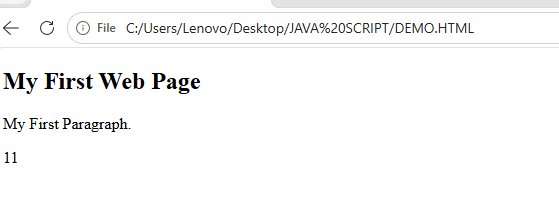 File C:/Users/Lenovo/Desktop/JAVA%20SCRIPT/DEMO.HTML
My First Web Page
My First Paragraph.
11